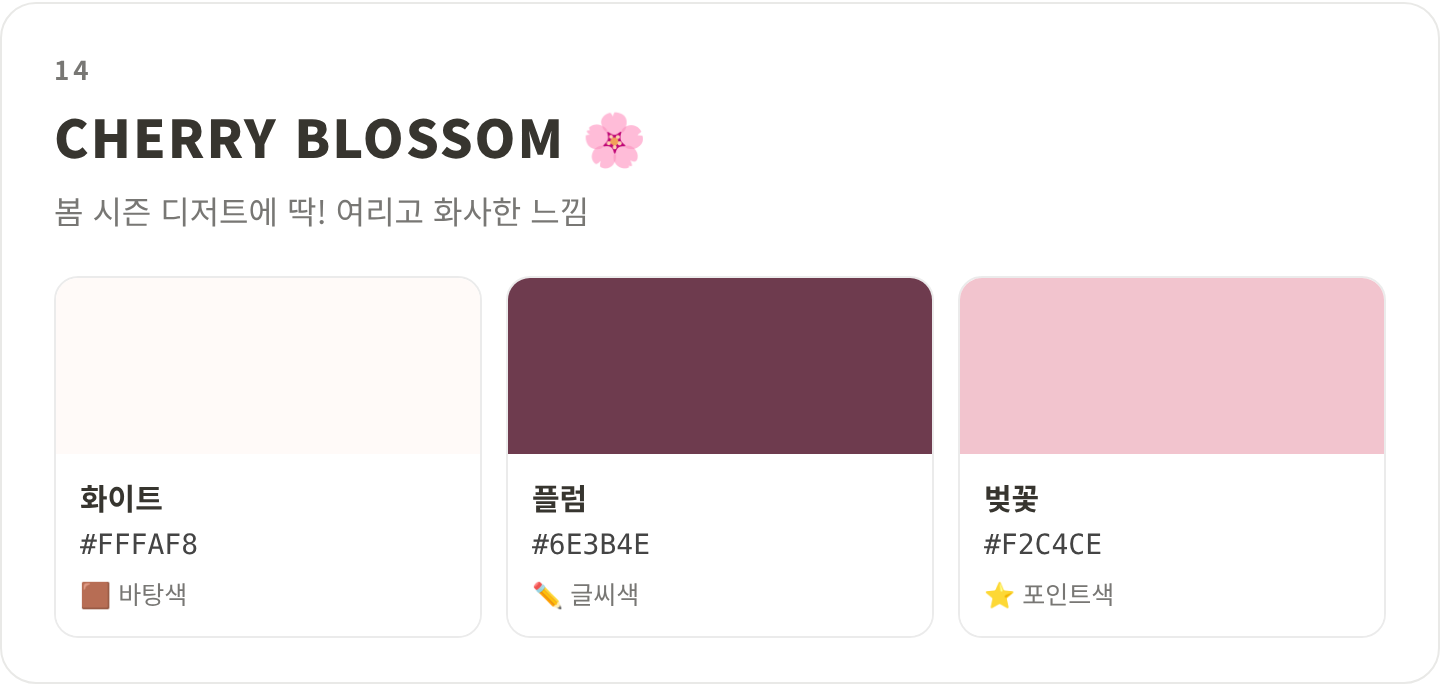 14
CHERRY BLOSSOM 🌸
봄 시즌 디저트에 딱! 여리고 화사한 느낌
화이트
#FFFAF8
🟫 바탕색
플럼
#6E3B4E
✏️ 글씨색
벚꽃
#F2C4CE
⭐ 포인트색